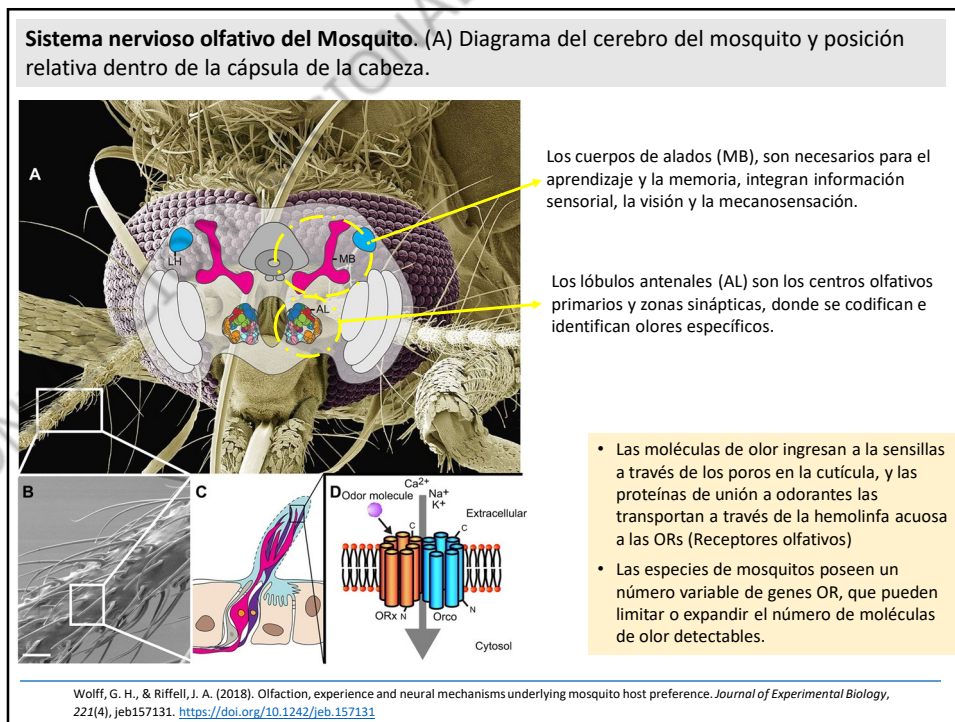 Sistema nervioso olfativo del Mosquito. (A) Diagrama del cerebro del mosquito y posición
relativa dentro de la cápsula de la cabeza.
A
LH
MB
AL
Los cuerpos de alados (MB), son necesarios para el
aprendizaje y la memoria, integran información
sensorial, la visión y la mecanosensación.
Los lóbulos antenales (AL) son los centros olfativos
primarios y zonas sinápticas, donde se codifican e
identifican olores específicos.
B
C
D
Ca2+
Na+
K+
Odor molecule
Extracellular
C
C
ORx
N
Orco
N
Cytosol
• Las moléculas de olor ingresan a la sensillas
a través de los poros en la cutícula, y las
proteínas de unión a odorantes las
transportan a través de la hemolinfa acuosa
a las ORs (Receptores olfativos)
• Las especies de mosquitos poseen un
número variable de genes OR, que pueden
limitar o expandir el número de moléculas
de olor detectables.
Wolff, G. H., & Riffell, J. A. (2018). Olfaction, experience and neural mechanisms underlying mosquito host preference. Journal of Experimental Biology,
221(4), jeb157131. https://doi.org/10.1242/jeb.157131